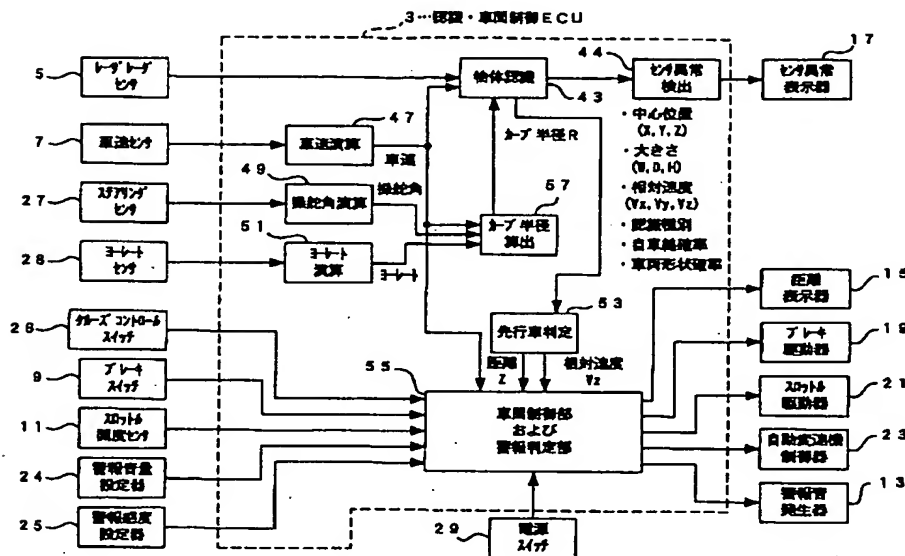 3…認識・車間制御ECU
5
レーザレーダ
センサ
物体認識
43
44
センサ異常
検出
17
センサ異常
表示器
7
車速センサ
47
車速演算
車速
カーブ半径R
・中心位置
(X,Y,Z)
・大きさ
(W,D,H)
・相対速度
(Vx,Vy,Vz)
・認識種別
・自車線確率
・車両形状確率
27
ステアリング
センサ
49
操舵角
操舵角演算
57
カーブ半径
算出
28
ヨーレート
センサ
51
ヨーレート
演算
ヨーレート
53
先行車判定
距離
Z
相対速度
Vz
15
距離
表示器
26
クルーズコントロール
スイッチ
9
ブレーキ
スイッチ
11
スロットル
開度センサ
24
警報音量
設定器
25
警報感度
設定器
55
車間制御部
および
警報判定部
19
ブレーキ
駆動器
21
スロットル
駆動器
23
自動変速機
制御器
13
警報音
発生器
29
電源
スイッチ